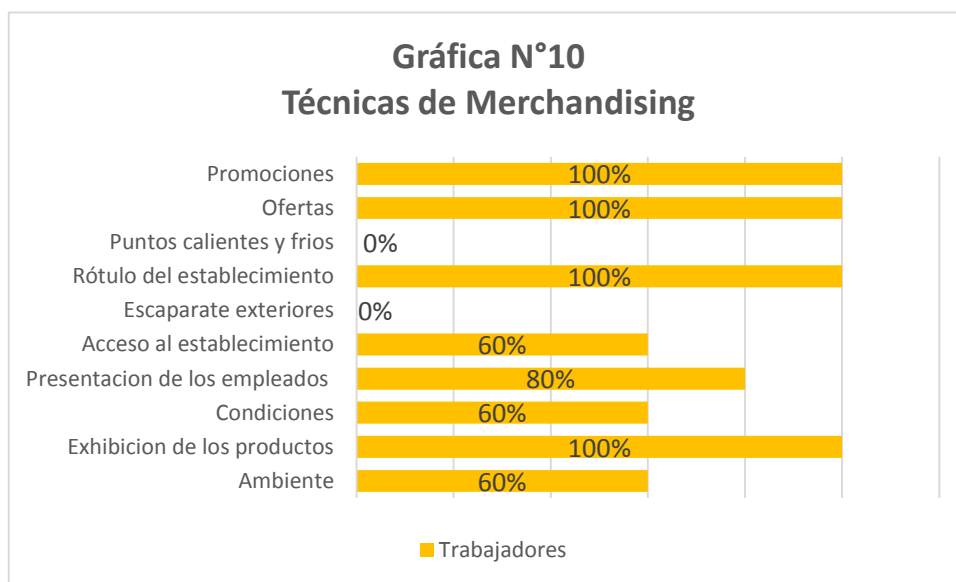 Gráfica N°10
Técnicas de Merchandising
Promociones 100%
Ofertas 100%
Puntos calientes y frios 0%
Rótulo del establecimiento 100%
Escaparate exteriores 0%
Acceso al establecimiento 60%
Presentacion de los empleados 80%
Condiciones 60%
Exhibicion de los productos 100%
Ambiente 60%
Trabajadores